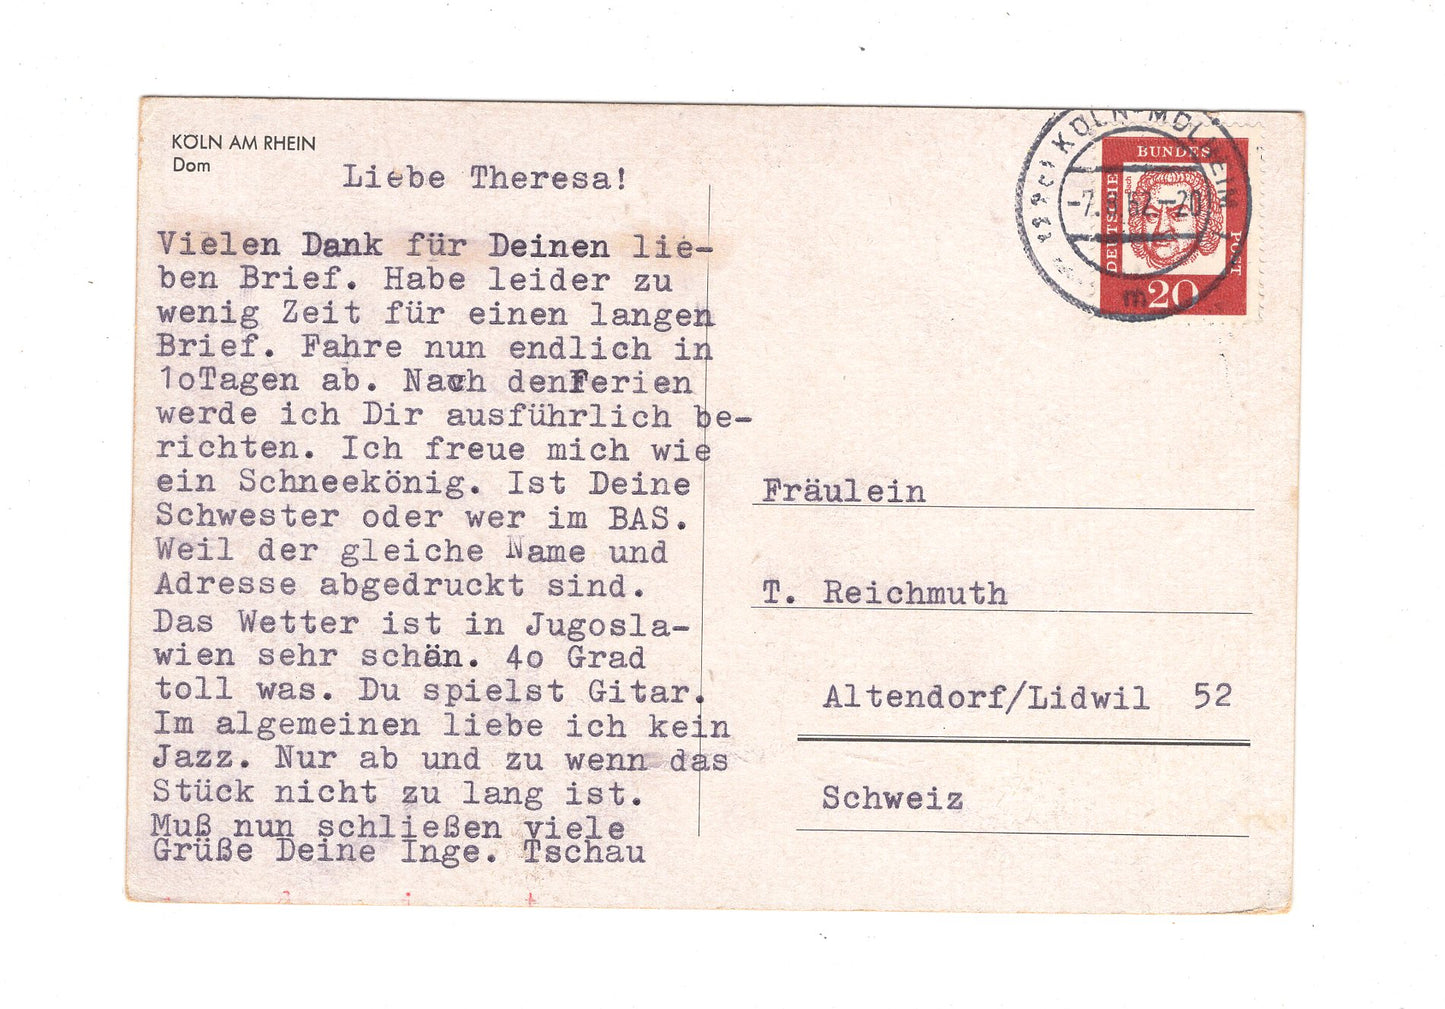 KÖLN AM RHEIN
Dom
Liebe Theresa!
Vielen Dank für Deinen lie-
ben Brief. Habe leider zu
wenig Zeit für einen langen
Brief. Fahre nun endlich in
1oTagen ab. Nach denFerien
werde ich Dir ausführlich be-
richten. Ich freue mich wie
ein Schneekönig. Ist Deine
Schwester oder wer im BAS.
Weil der gleiche Name und
Adresse abgedruckt sind.
Das Wetter ist in Jugosla-
wien sehr schön. 4o Grad
toll was. Du spielst Gitar.
Im algemeinen liebe ich kein
Jazz. Nur ab und zu wenn das
Stück nicht zu lang ist.
Muß nun schließen viele
Grüße Deine Inge. Tschau
KÖLN-MÜLHEIM
m
DEUTSCHE
BUNDES
POST
Bach
20
Fräulein
T. Reichmuth
Altendorf/Lidwil 52
Schweiz